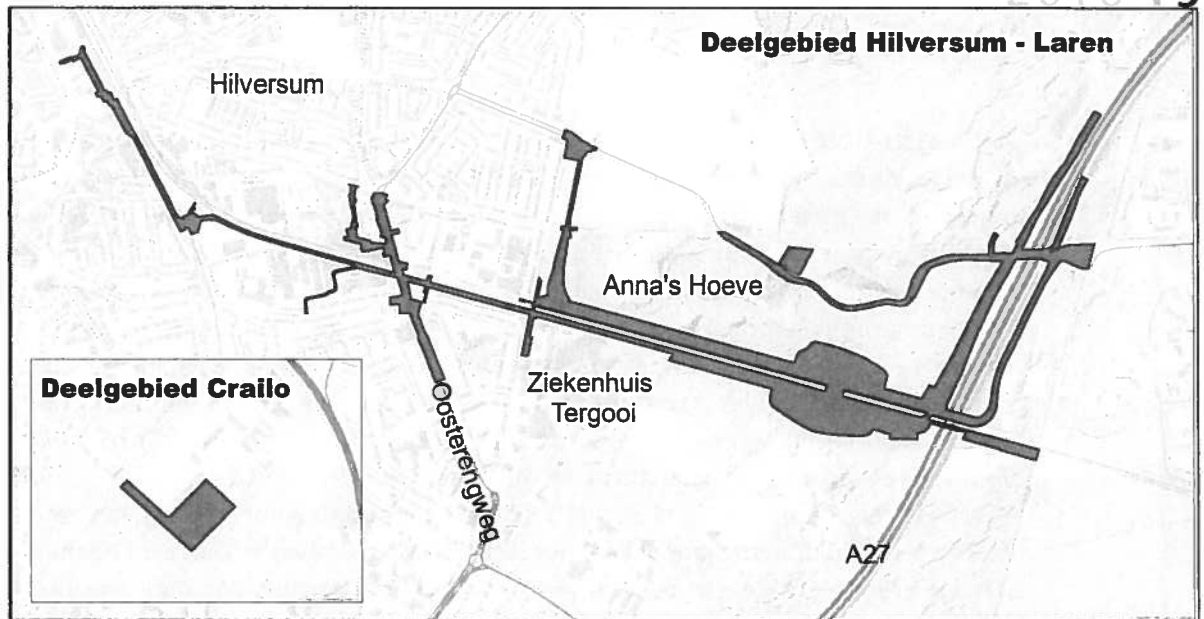 Deelgebied Hilversum - Laren
Hilversum
Anna's Hoeve
Deelgebied Crailo
Ziekenhuis
Tergooi
Oosterengweg
A27